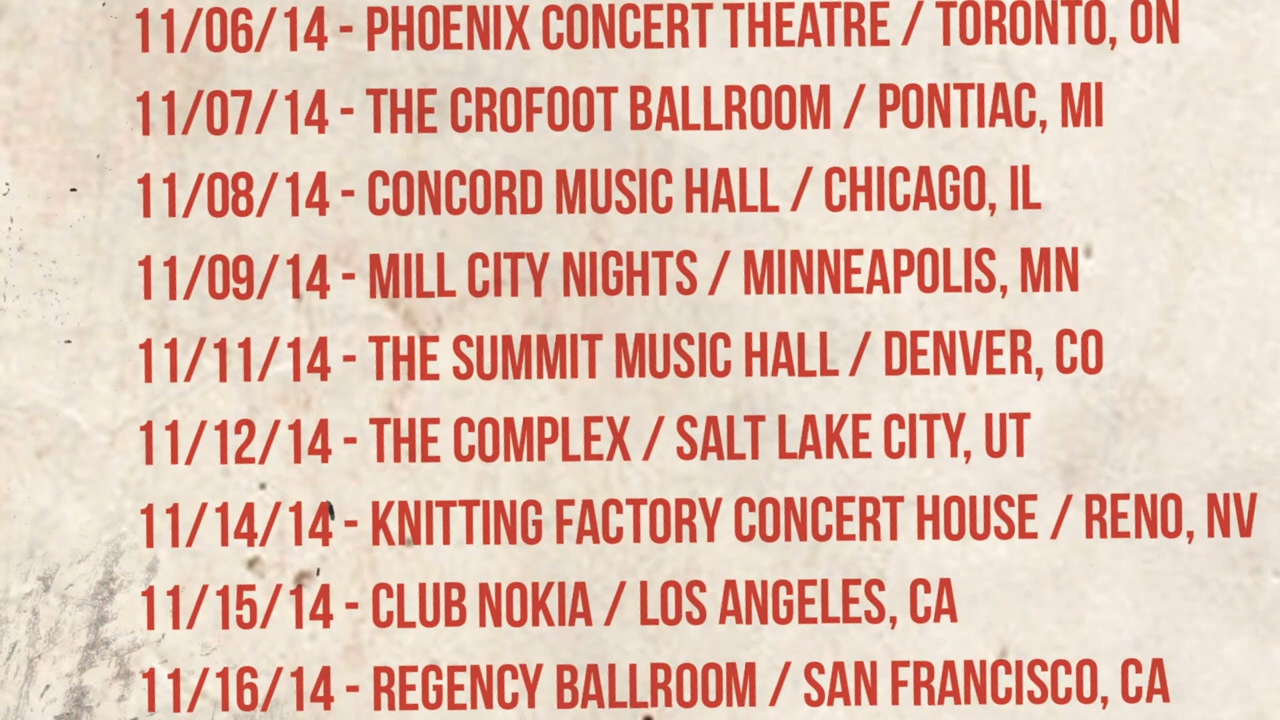 11/06/14 - PHOENIX CONCERT THEATRE / TORONTO, ON
11/07/14 - THE CROFOOT BALLROOM / PONTIAC, MI
11/08/14 - CONCORD MUSIC HALL / CHICAGO, IL
11/09/14 - MILL CITY NIGHTS / MINNEAPOLIS, MN
11/11/14 - THE SUMMIT MUSIC HALL / DENVER, CO
11/12/14 - THE COMPLEX / SALT LAKE CITY, UT
11/14/14 - KNITTING FACTORY CONCERT HOUSE / RENO, NV
11/15/14 - CLUB NOKIA / LOS ANGELES, CA
11/16/14 - REGENCY BALLROOM / SAN FRANCISCO, CA